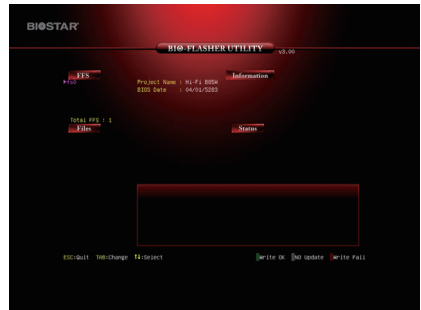 BIOSTAR
BIO-FLASHER UTILITY v3.00
FFS
fs0
Information
Project Name : Hi-Fi B85W
BIOS Date : 04/01/5283
Total FFS : 1
Files
Status
ESC:Quit TAB:Change ↑↓:Select
Write OK NO Update Write Fail